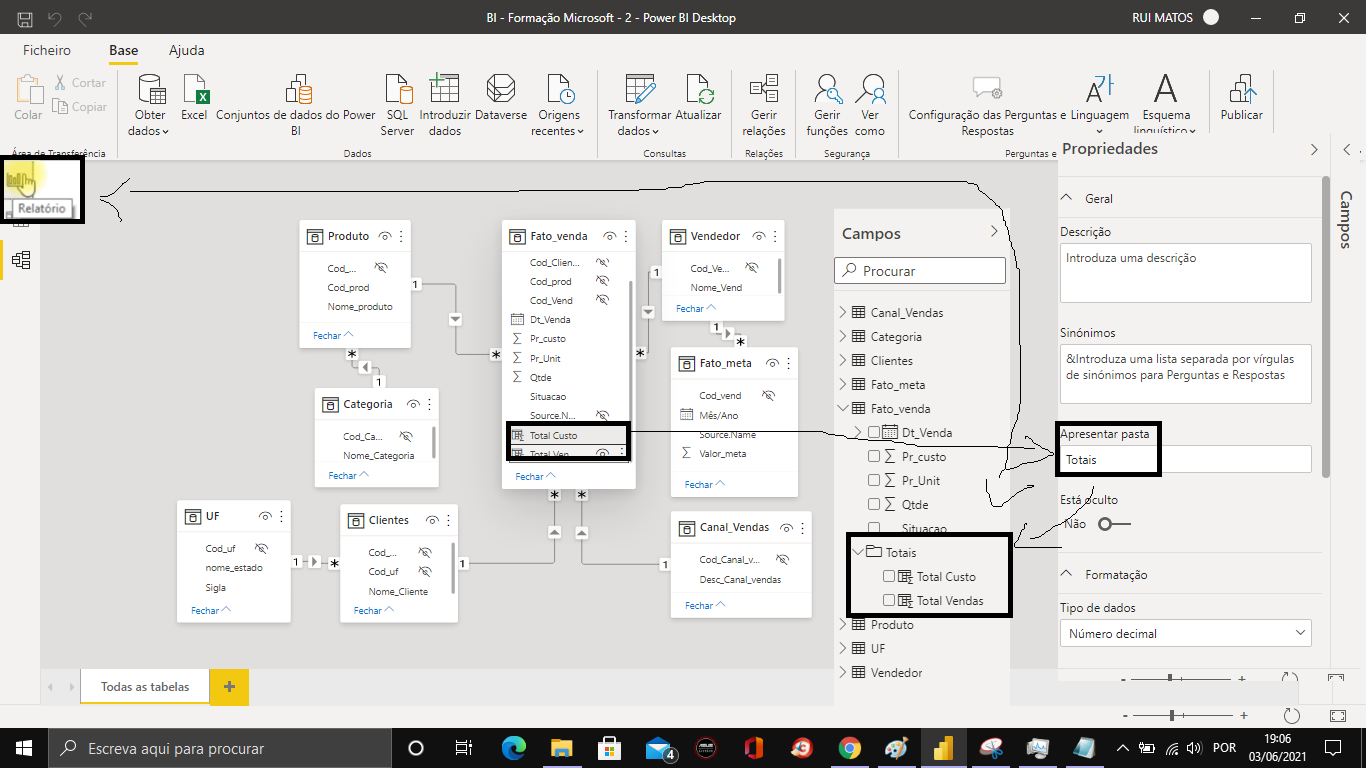 BI - Formação Microsoft - 2 - Power BI Desktop
RUI MATOS
Ficheiro
Base
Ajuda
Colar
Cortar
Copiar
Obter dados
Excel
Conjuntos de dados do Power BI
SQL Server
Introduzir dados
Dataverse
Origens recentes
Transformar dados
Atualizar
Gerir relações
Gerir funções
Ver como
Configuração das Perguntas e Respostas
Linguagem
Esquema linguístico
Publicar
Área de Transferência
Dados
Consultas
Relações
Segurança
Perguntas e
Relatório
Produto
Cod_...
Cod_prod
Nome_produto
Fechar
Fato_venda
Cod_Clien...
Cod_prod
Cod_Vend
Dt_Venda
Pr_custo
Pr_Unit
Qtde
Situacao
Source.N...
Total Custo
Total Ven...
Fechar
Vendedor
Cod_Ve...
Nome_Vend
Fechar
Fato_meta
Cod_vend
Mês/Ano
Source.Name
Valor_meta
Fechar
Categoria
Cod_Ca...
Nome_Categoria
Fechar
UF
Cod_uf
nome_estado
Sigla
Fechar
Clientes
Cod_...
Cod_uf
Nome_Cliente
Fechar
Canal_Vendas
Cod_Canal_v...
Desc_Canal_vendas
Fechar
1
*
*
1
1
*
1
*
1
*
1
*
*
1
Campos
Procurar
Canal_Vendas
Categoria
Clientes
Fato_meta
Fato_venda
Dt_Venda
Pr_custo
Pr_Unit
Qtde
Situacao
Totais
Total Custo
Total Vendas
Produto
UF
Vendedor
Propriedades
Geral
Descrição
Introduza uma descrição
Sinónimos
&Introduza uma lista separada por vírgulas
de sinónimos para Perguntas e Respostas
Apresentar pasta
Totais
Está oculto
Não
Formatação
Tipo de dados
Número decimal
Campos
Todas as tabelas
+
- +
- +
Escreva aqui para procurar
4
POR
19:06
03/06/2021